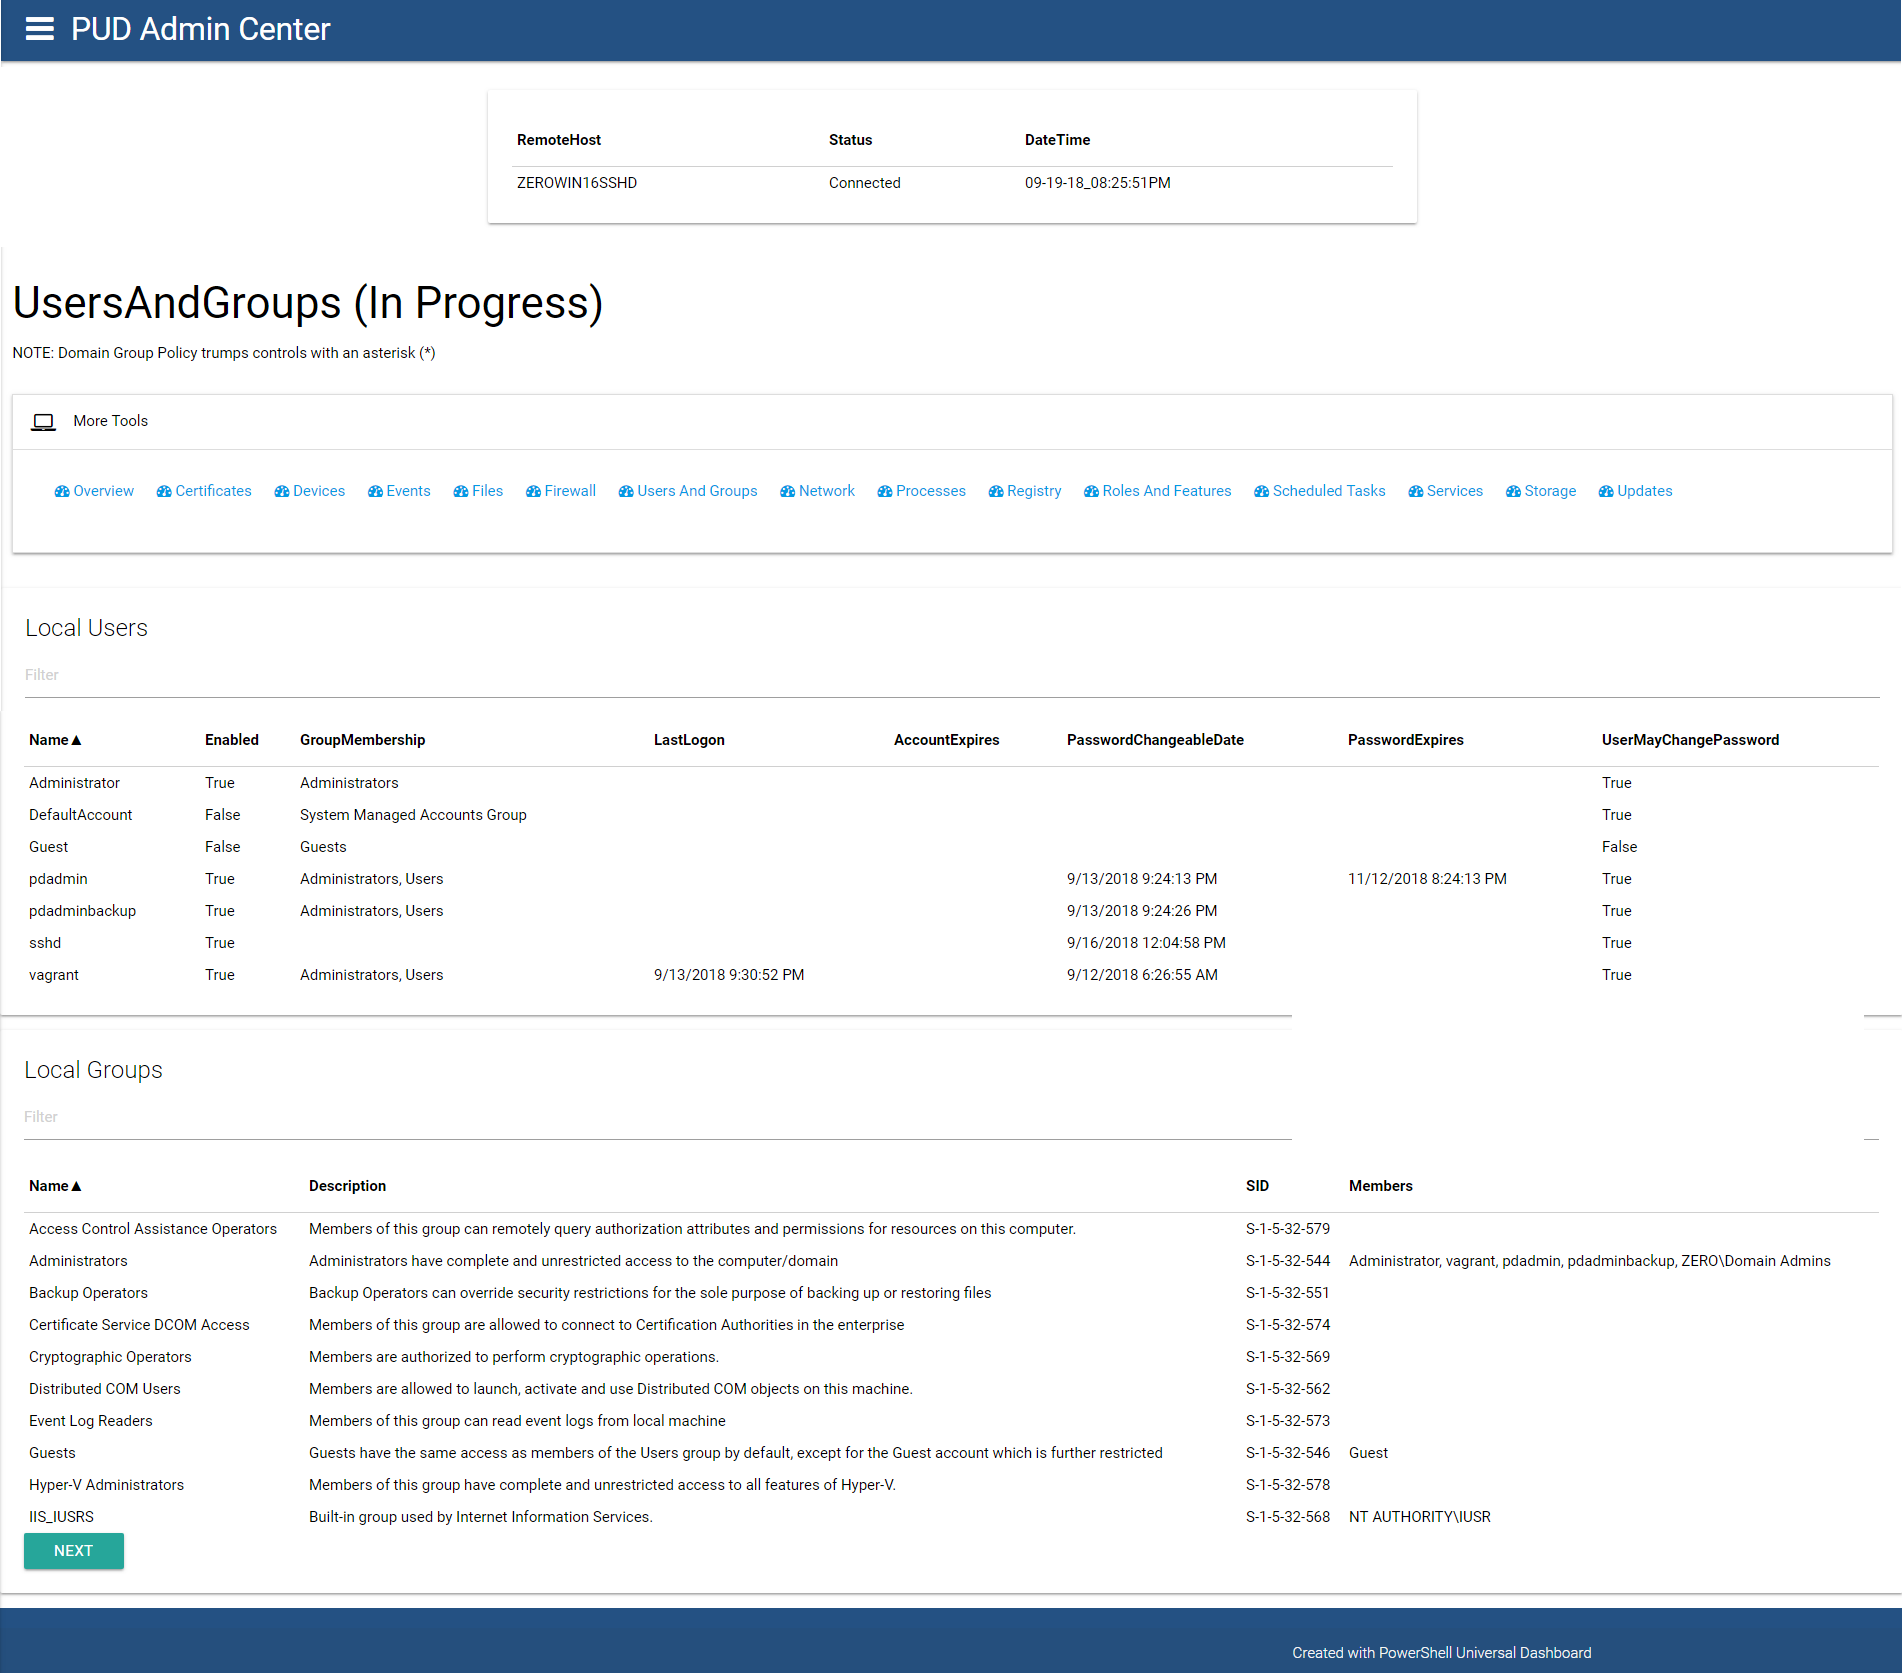 PUD Admin Center
RemoteHost Status DateTime
ZEROWIN16SSHD Connected 09-19-18_08:25:51PM
UsersAndGroups (In Progress)
NOTE: Domain Group Policy trumps controls with an asterisk (*)
More Tools
Overview Certificates Devices Events Files Firewall Users And Groups Network Processes Registry Roles And Features Scheduled Tasks Services Storage Updates
Local Users
Filter
Name▲ Enabled GroupMembership LastLogon AccountExpires PasswordChangeableDate PasswordExpires UserMayChangePassword
Administrator True Administrators True
DefaultAccount False System Managed Accounts Group True
Guest False Guests False
pdadmin True Administrators, Users 9/13/2018 9:24:13 PM 11/12/2018 8:24:13 PM True
pdadminbackup True Administrators, Users 9/13/2018 9:24:26 PM True
sshd True 9/16/2018 12:04:58 PM True
vagrant True Administrators, Users 9/13/2018 9:30:52 PM 9/12/2018 6:26:55 AM True
Local Groups
Filter
Name▲ Description SID Members
Access Control Assistance Operators Members of this group can remotely query authorization attributes and permissions for resources on this computer. S-1-5-32-579
Administrators Administrators have complete and unrestricted access to the computer/domain S-1-5-32-544 Administrator, vagrant, pdadmin, pdadminbackup, ZERO\Domain Admins
Backup Operators Backup Operators can override security restrictions for the sole purpose of backing up or restoring files S-1-5-32-551
Certificate Service DCOM Access Members of this group are allowed to connect to Certification Authorities in the enterprise S-1-5-32-574
Cryptographic Operators Members are authorized to perform cryptographic operations. S-1-5-32-569
Distributed COM Users Members are allowed to launch, activate and use Distributed COM objects on this machine. S-1-5-32-562
Event Log Readers Members of this group can read event logs from local machine S-1-5-32-573
Guests Guests have the same access as members of the Users group by default, except for the Guest account which is further restricted S-1-5-32-546 Guest
Hyper-V Administrators Members of this group have complete and unrestricted access to all features of Hyper-V. S-1-5-32-578
IIS_IUSRS Built-in group used by Internet Information Services. S-1-5-32-568 NT AUTHORITY\IUSR
NEXT
Created with PowerShell Universal Dashboard